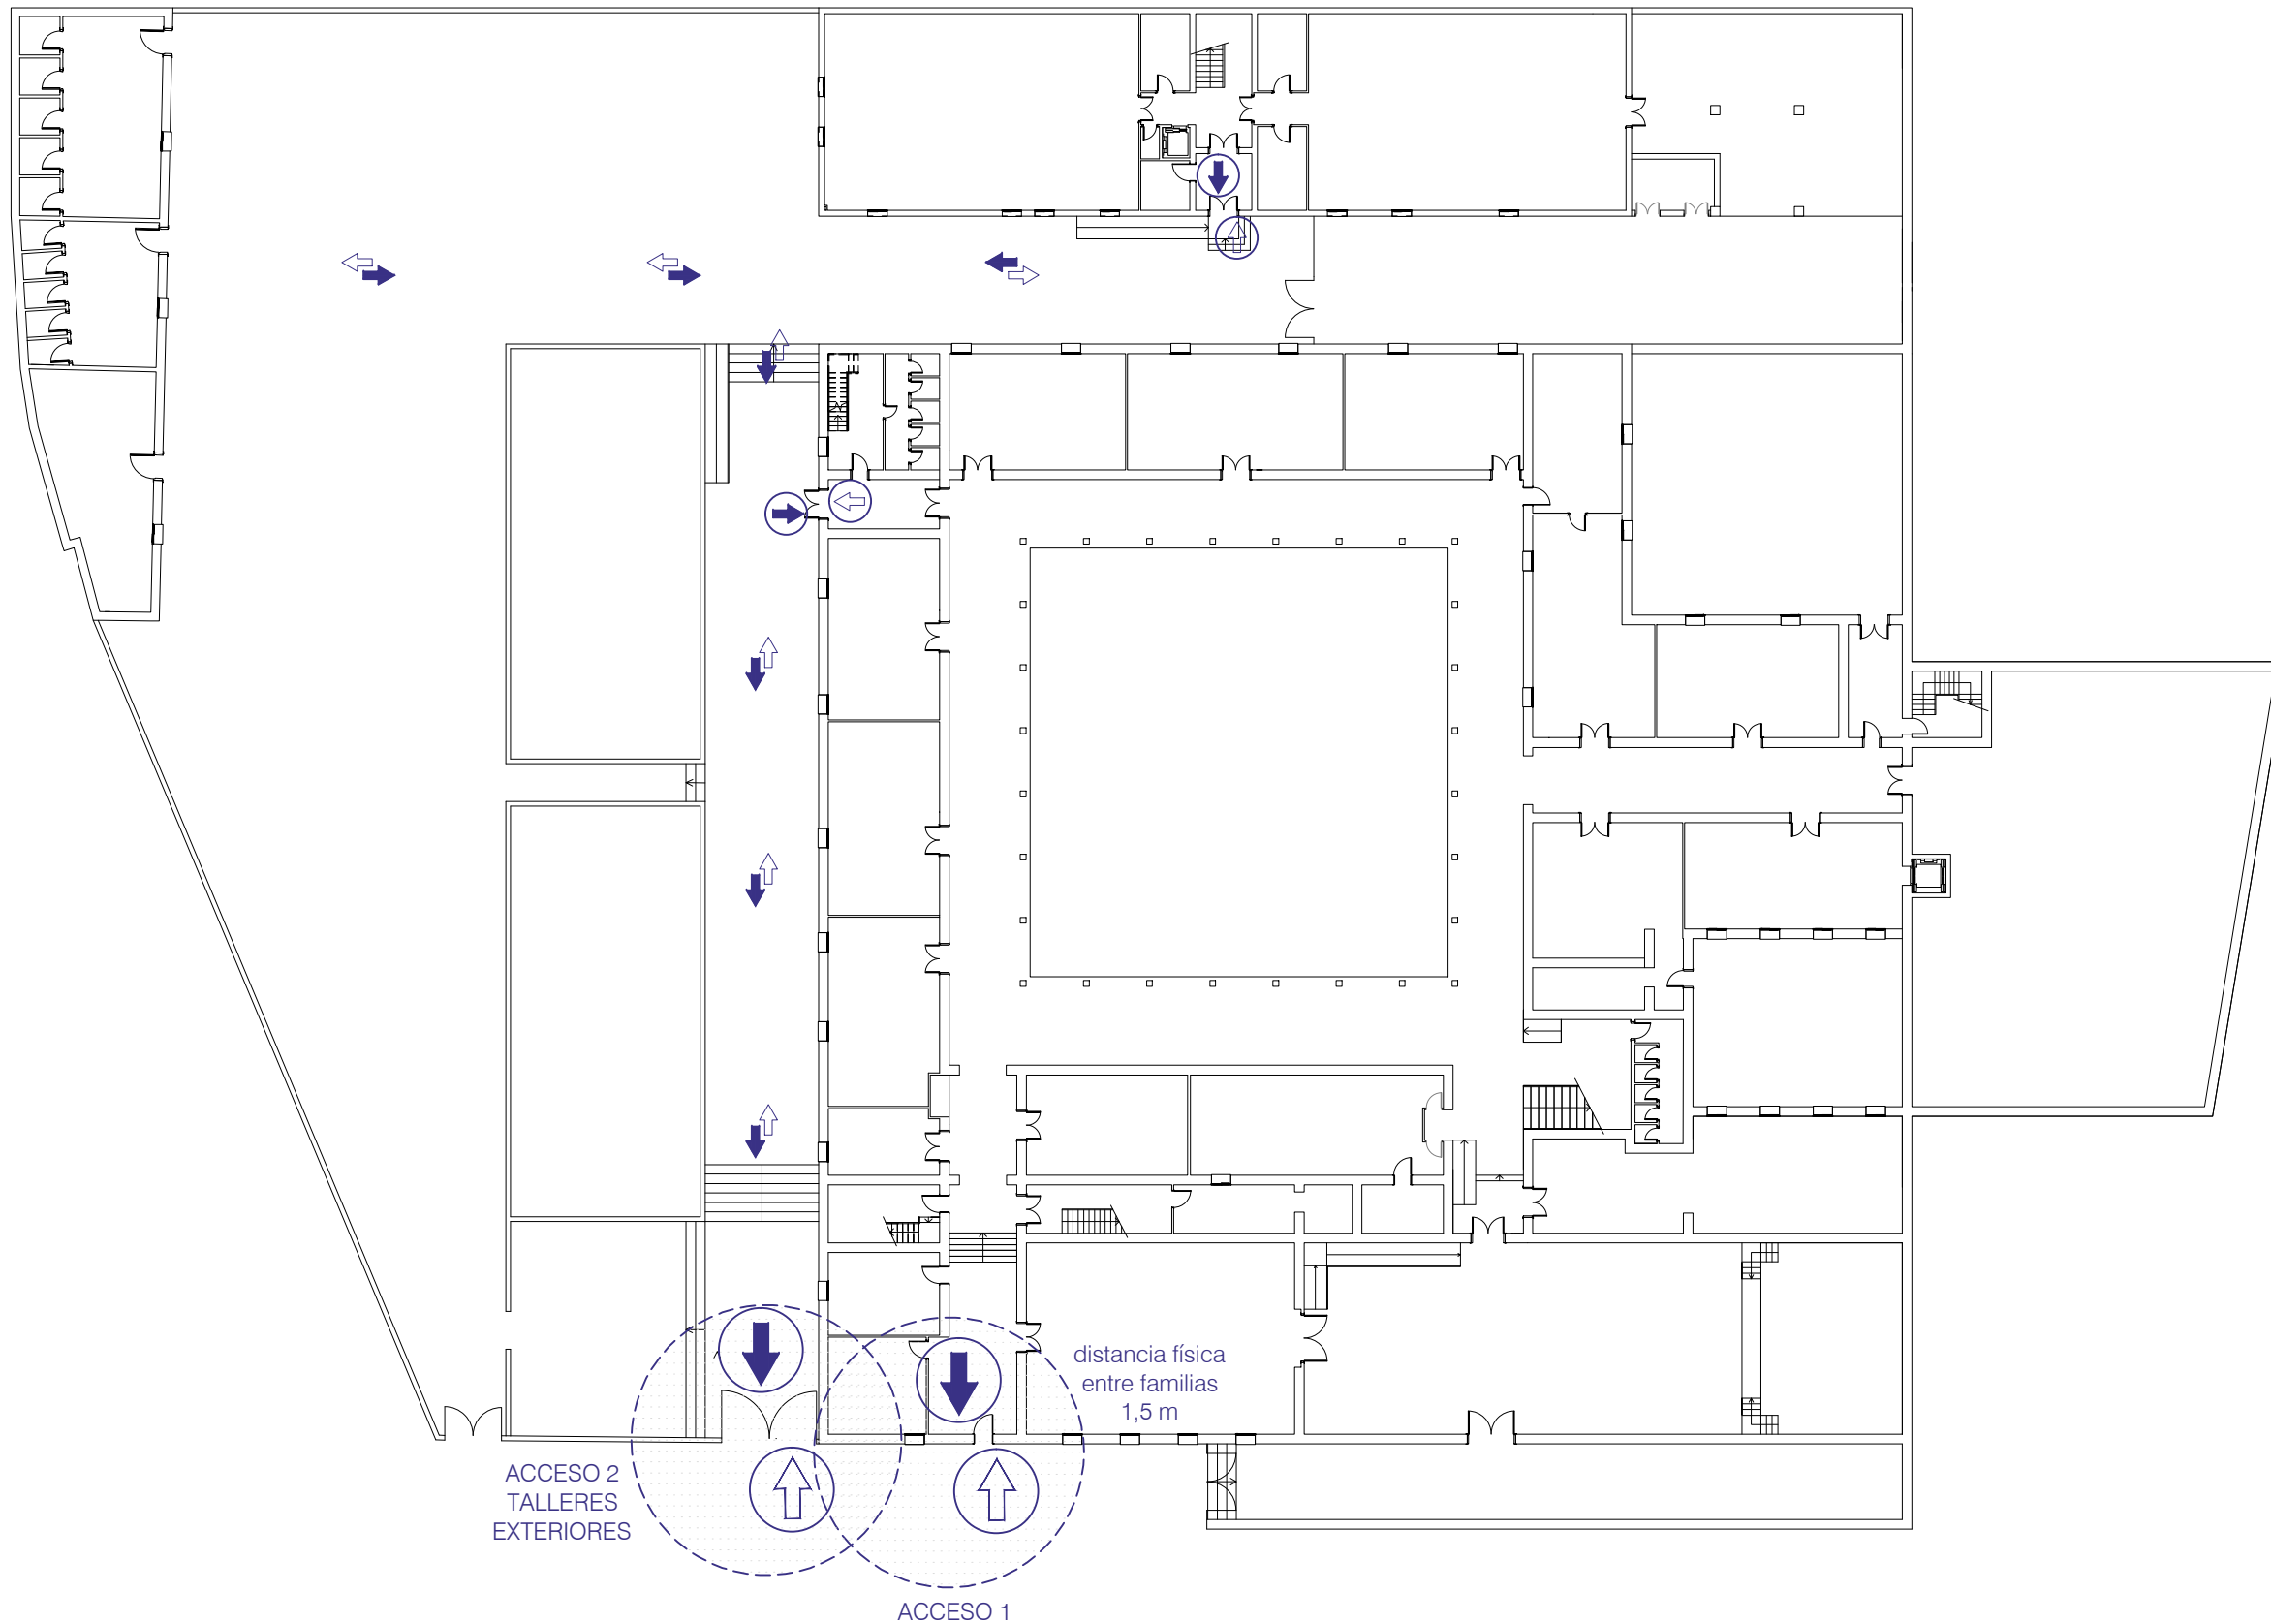 distancia física
entre familias
1,5 m
ACCESO 2
TALLERES
EXTERIORES
ACCESO 1